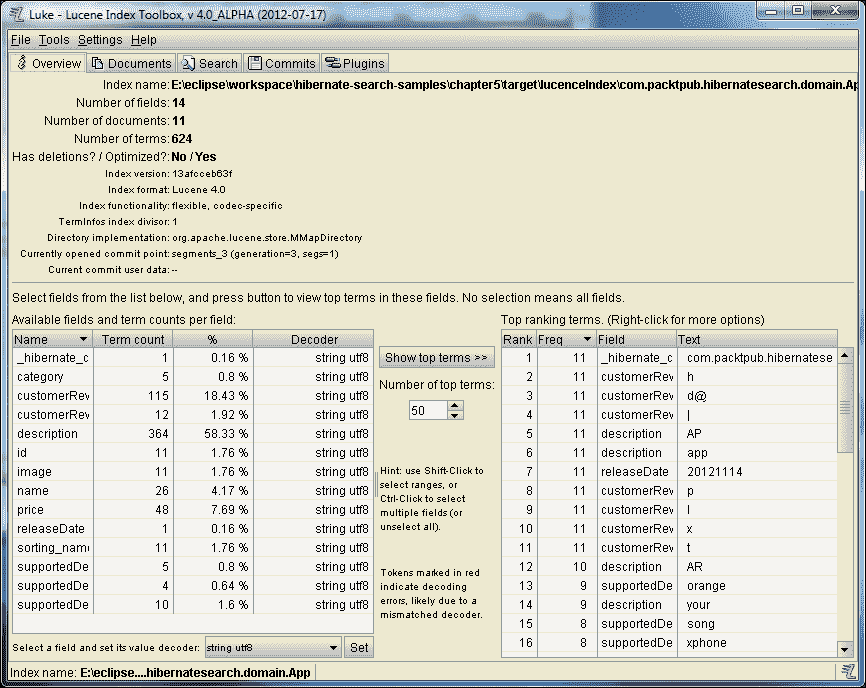 Luke - Lucene Index Toolbox, v 4.0_ALPHA (2012-07-17)
File Tools Settings Help
Overview Documents Search Commits Plugins
Index name: E:\eclipse\workspace\hibernate-search-samples\chapter5\target\lucenceIndex\com.packtpub.hibernatesearch.domain.Ap
Number of fields: 14
Number of documents: 11
Number of terms: 624
Has deletions? / Optimized?: No / Yes
Index version: 13afcceb63f
Index format: Lucene 4.0
Index functionality: flexible, codec-specific
TermInfos index divisor: 1
Directory implementation: org.apache.lucene.store.MMapDirectory
Currently opened commit point: segments_3 (generation=3, segs=1)
Current commit user data: --
Select fields from the list below, and press button to view top terms in these fields. No selection means all fields.
Available fields and term counts per field:
Name Term count % Decoder
_hibernate_c 1 0.16 % string utf8
category 5 0.8 % string utf8
customerRev 115 18.43 % string utf8
customerRev 12 1.92 % string utf8
description 364 58.33 % string utf8
id 11 1.76 % string utf8
image 11 1.76 % string utf8
name 26 4.17 % string utf8
price 48 7.69 % string utf8
releaseDate 1 0.16 % string utf8
sorting_name 11 1.76 % string utf8
supportedDe 5 0.8 % string utf8
supportedDe 4 0.64 % string utf8
supportedDe 10 1.6 % string utf8
Select a field and set its value decoder: string utf8 Set
Show top terms >>
Number of top terms:
50
Hint: use Shift-Click to
select ranges, or
Ctrl-Click to select
multiple fields (or
unselect all).
Tokens marked in red
indicate decoding
errors, likely due to a
mismatched decoder.
Top ranking terms. (Right-click for more options)
Rank Freq Field Text
1 11 _hibernate_c com.packtpub.hibernatese
2 11 customerRev h
3 11 customerRev d@
4 11 customerRev |
5 11 description AP
6 11 description app
7 11 releaseDate 20121114
8 11 customerRev p
9 11 customerRev l
10 11 customerRev x
11 11 customerRev t
12 10 description AR
13 9 supportedDe orange
14 9 description your
15 8 supportedDe song
16 8 supportedDe xphone
Index name: E:\eclipse....hibernatesearch.domain.App